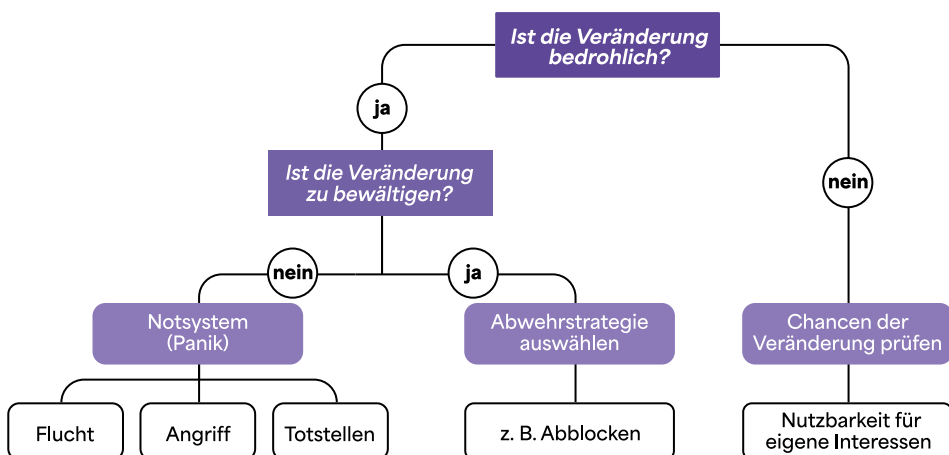 Ist die Veränderung
bedrohlich?
ja
Ist die Veränderung
zu bewältigen?
nein
nein
ja
Notsystem
(Panik)
Abwehrstrategie
auswählen
Chancen der
Veränderung prüfen
Flucht
Angriff
Totstellen
z. B. Abblocken
Nutzbarkeit für
eigene Interessen